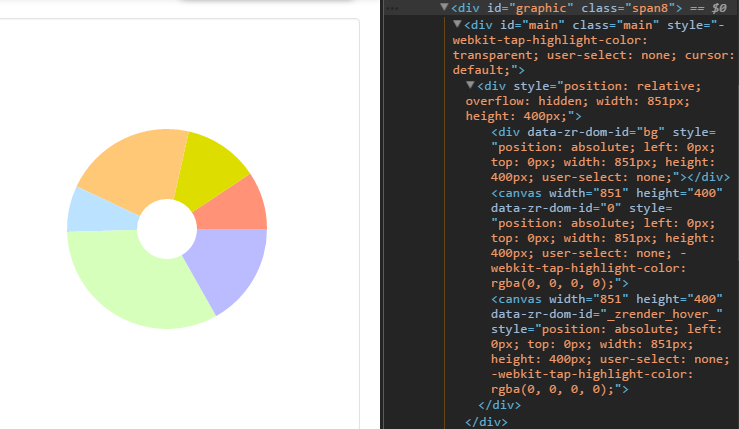 …<div id="graphic" class="span8"> == $0
▼<div id="main" class="main" style="-
webkit-tap-highlight-color:
transparent; user-select: none; cursor:
default;">
▼<div style="position: relative;
overflow: hidden; width: 851px;
height: 400px;">
<div data-zr-dom-id="bg" style=
"position: absolute; left: 0px;
top: 0px; width: 851px; height:
400px; user-select: none;"></div>
<canvas width="851" height="400"
data-zr-dom-id="0" style=
"position: absolute; left: 0px;
top: 0px; width: 851px; height:
400px; user-select: none; -
webkit-tap-highlight-color:
rgba(0, 0, 0, 0);">
<canvas width="851" height="400"
data-zr-dom-id="_zrender_hover_"
style="position: absolute; left:
0px; top: 0px; width: 851px;
height: 400px; user-select: none;
-webkit-tap-highlight-color:
rgba(0, 0, 0, 0);">
</div>
</div>